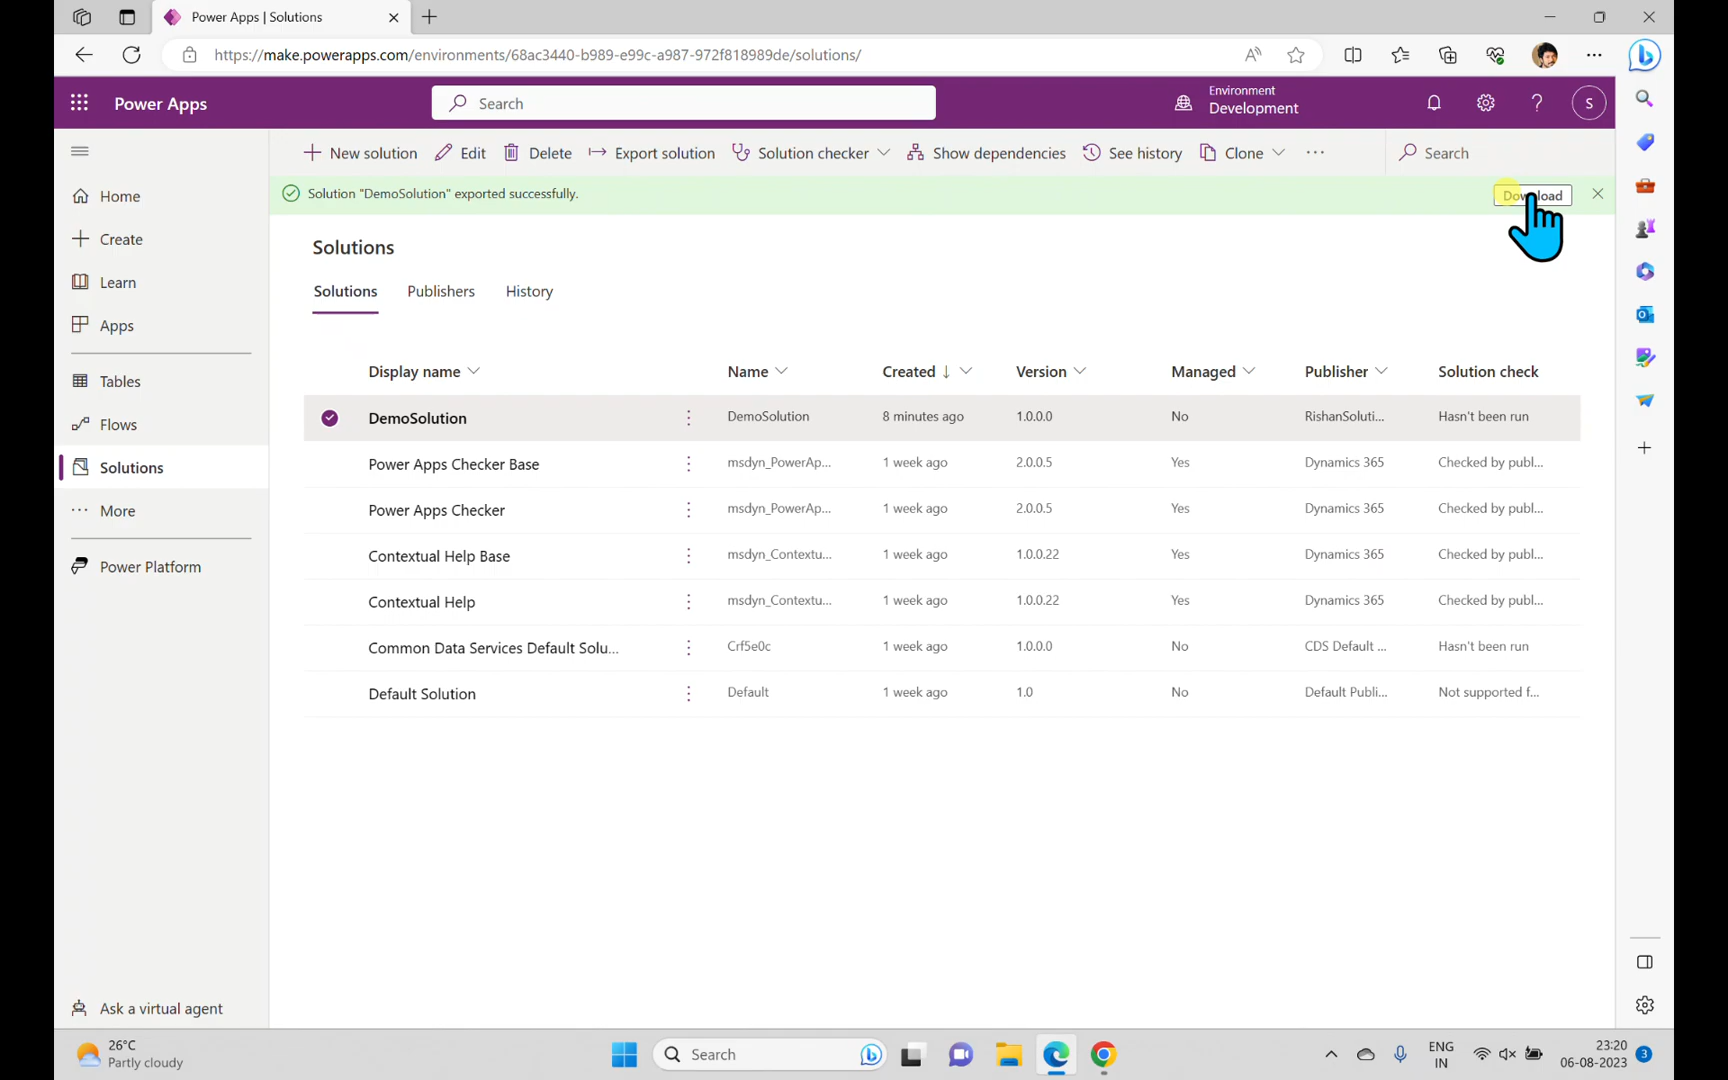 Power Apps | Solutions
https://make.powerapps.com/environments/68ac3440-b989-e99c-a987-972f818989de/solutions/
Power Apps
Search
Environment
Development
S
New solution
Edit
Delete
Export solution
Solution checker
Show dependencies
See history
Clone
Search
Solution "DemoSolution" exported successfully.
Download
Home
Create
Learn
Apps
Tables
Flows
Solutions
More
Power Platform
Ask a virtual agent
Solutions
Solutions Publishers History
Display name Name Created Version Managed Publisher Solution check
DemoSolution DemoSolution 8 minutes ago 1.0.0.0 No RishanSoluti... Hasn't been run
Power Apps Checker Base msdyn_PowerAp... 1 week ago 2.0.0.5 Yes Dynamics 365 Checked by publ...
Power Apps Checker msdyn_PowerAp... 1 week ago 2.0.0.5 Yes Dynamics 365 Checked by publ...
Contextual Help Base msdyn_Contextu... 1 week ago 1.0.0.22 Yes Dynamics 365 Checked by publ...
Contextual Help msdyn_Contextu... 1 week ago 1.0.0.22 Yes Dynamics 365 Checked by publ...
Common Data Services Default Solu... Crf5e0c 1 week ago 1.0.0.0 No CDS Default ... Hasn't been run
Default Solution Default 1 week ago 1.0 No Default Publi... Not supported f...
26°C
Partly cloudy
Search
ENG
IN
23:20
06-08-2023
3